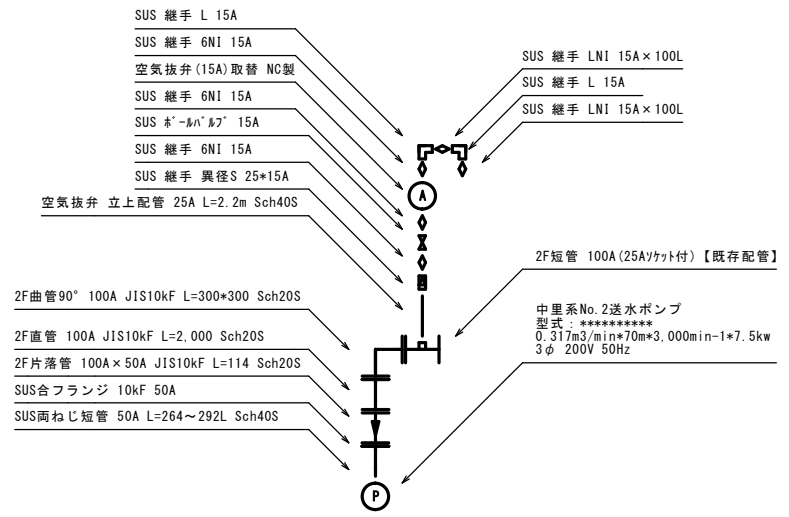 SUS 継手 L 15A
SUS 継手 6NI 15A
空気抜弁(15A)取替 NC製
SUS 継手 6NI 15A
SUS ﾎﾞｰﾙﾊﾞﾙﾌﾞ 15A
SUS 継手 6NI 15A
SUS 継手 異径S 25*15A
空気抜弁 立上配管 25A L=2.2m Sch40S
SUS 継手 LNI 15A×100L
SUS 継手 L 15A
SUS 継手 LNI 15A×100L
A
2F短管 100A(25Aｿｹｯﾄ付)【既存配管】
2F曲管90° 100A JIS10kF L=300*300 Sch20S
2F直管 100A JIS10kF L=2,000 Sch20S
2F片落管 100A×50A JIS10kF L=114 Sch20S
SUS合フランジ 10kF 50A
SUS両ねじ短管 50A L=264～292L Sch40S
中里系No.2送水ポンプ
型式：**********
0.317m3/min*70m*3,000min-1*7.5kw
3φ 200V 50Hz
P